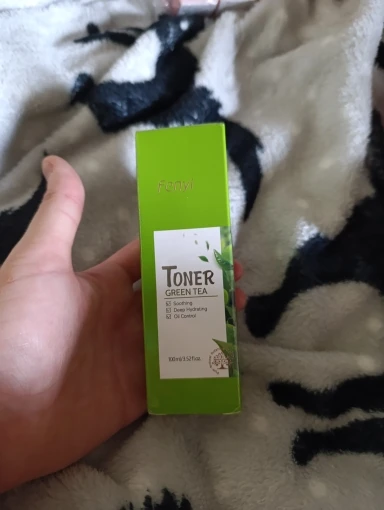 TONER
GREEN TEA
☑ Soothing
☑ Deep Hydrating
☑ Oil Control